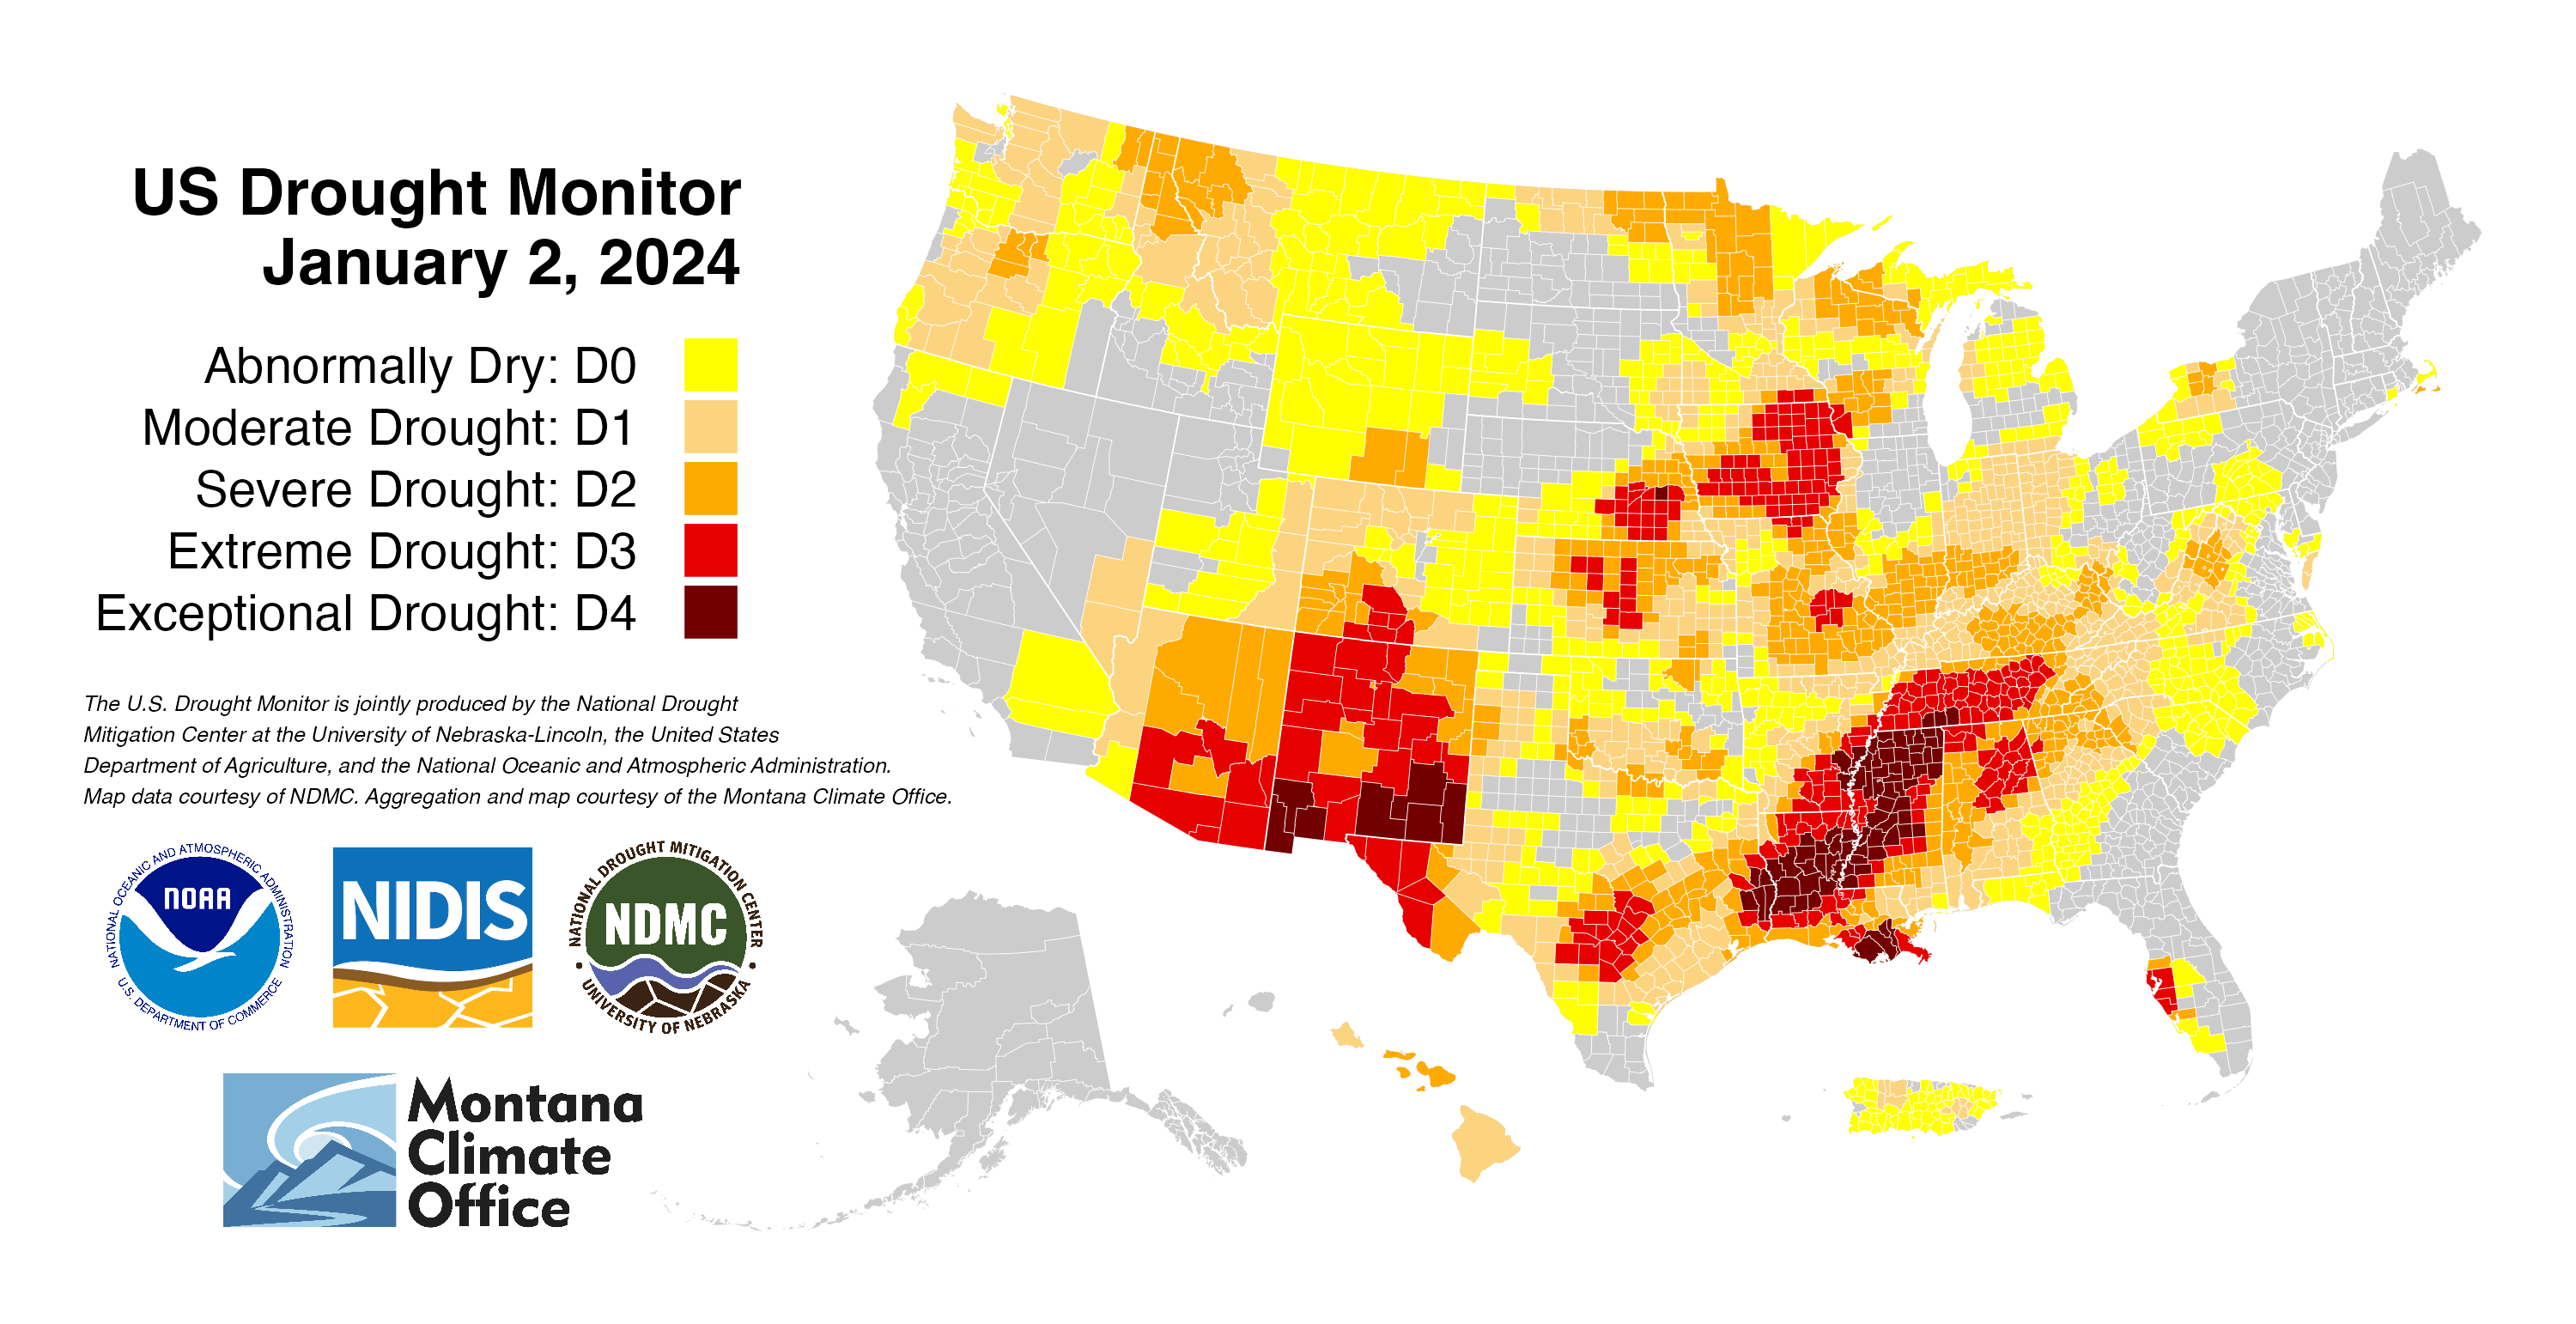 US Drought Monitor
January 2, 2024
Abnormally Dry: D0
Moderate Drought: D1
Severe Drought: D2
Extreme Drought: D3
Exceptional Drought: D4
The U.S. Drought Monitor is jointly produced by the National Drought
Mitigation Center at the University of Nebraska-Lincoln, the United States
Department of Agriculture, and the National Oceanic and Atmospheric Administration.
Map data courtesy of NDMC. Aggregation and map courtesy of the Montana Climate Office.
NATIONAL OCEANIC AND ATMOSPHERIC ADMINISTRATION
NOAA
U.S. DEPARTMENT OF COMMERCE
NIDIS
NATIONAL DROUGHT MITIGATION CENTER
NDMC
UNIVERSITY OF NEBRASKA
Montana
Climate
Office